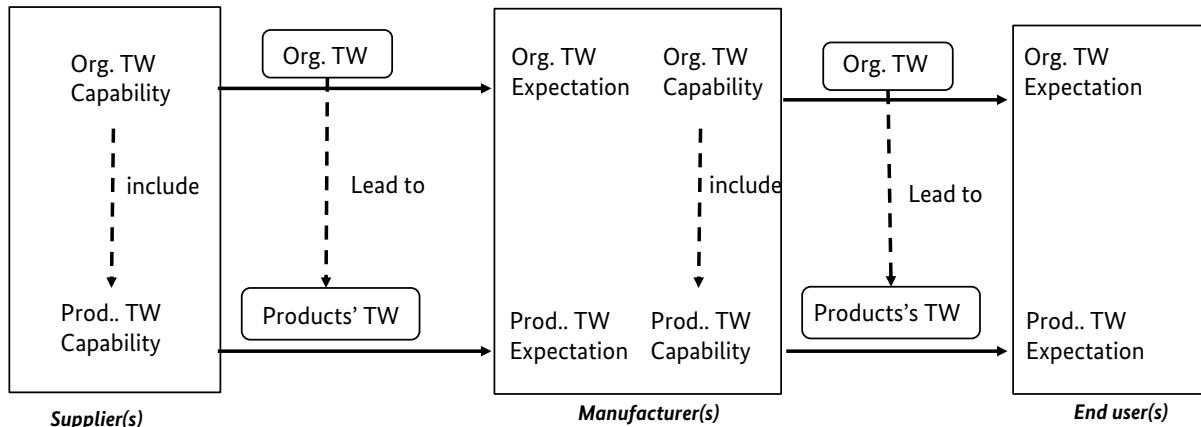 Org. TW
Capability
include
Prod.. TW
Capability
Supplier(s)
Org. TW
Lead to
Products' TW
Org. TW
Expectation
Org. TW
Capability
include
Prod.. TW
Expectation
Prod.. TW
Capability
Manufacturer(s)
Org. TW
Lead to
Products's TW
Org. TW
Expectation
Prod.. TW
Expectation
End user(s)